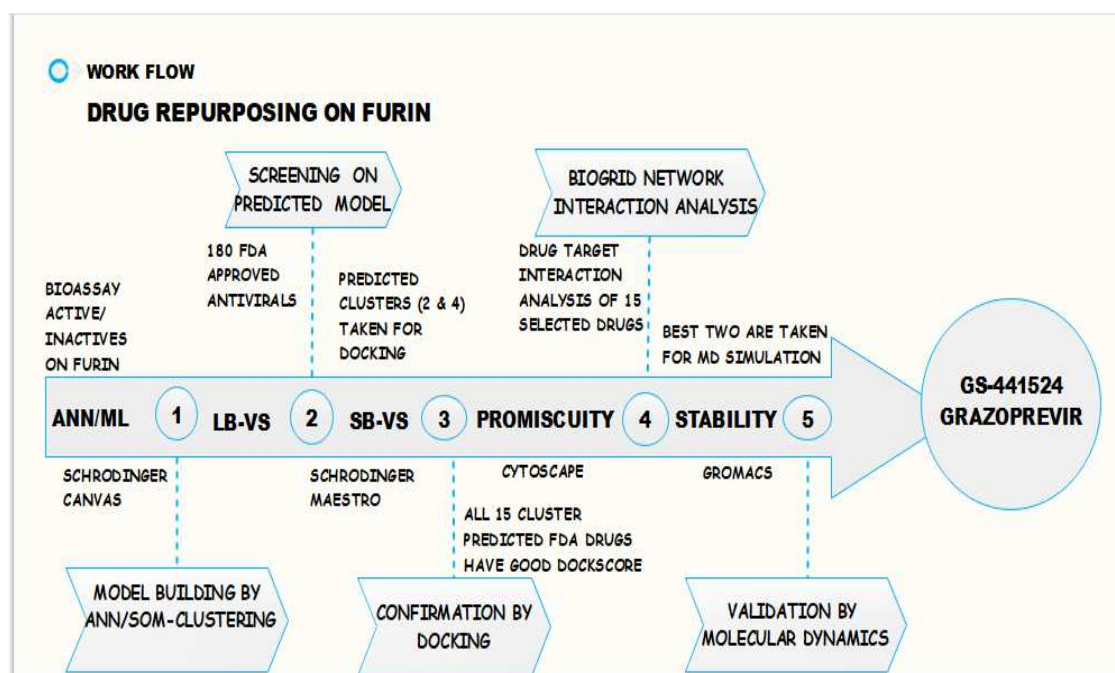 WORK FLOW
DRUG REPURPOSING ON FURIN
SCREENING ON
PREDICTED MODEL
BIOGRID NETWORK
INTERACTION ANALYSIS
BIOASSAY
ACTIVE/
INACTIVES
ON FURIN
180 FDA
APPROVED
ANTIVIRALS
PREDICTED
CLUSTERS (2 & 4)
TAKEN FOR
DOCKING
DRUG TARGET
INTERACTION
ANALYSIS OF 15
SELECTED DRUGS
BEST TWO ARE TAKEN
FOR MD SIMULATION
ANN/ML 1 LB-VS 2 SB-VS 3 PROMISCUITY 4 STABILITY 5
GS-441524
GRAZOPREVIR
SCHRODINGER
CANVAS
SCHRODINGER
MAESTRO
CYTOSCAPE
GROMACS
ALL 15 CLUSTER
PREDICTED FDA DRUGS
HAVE GOOD DOCKSCORE
MODEL BUILDING BY
ANN/SOM-CLUSTERING
CONFIRMATION BY
DOCKING
VALIDATION BY
MOLECULAR DYNAMICS